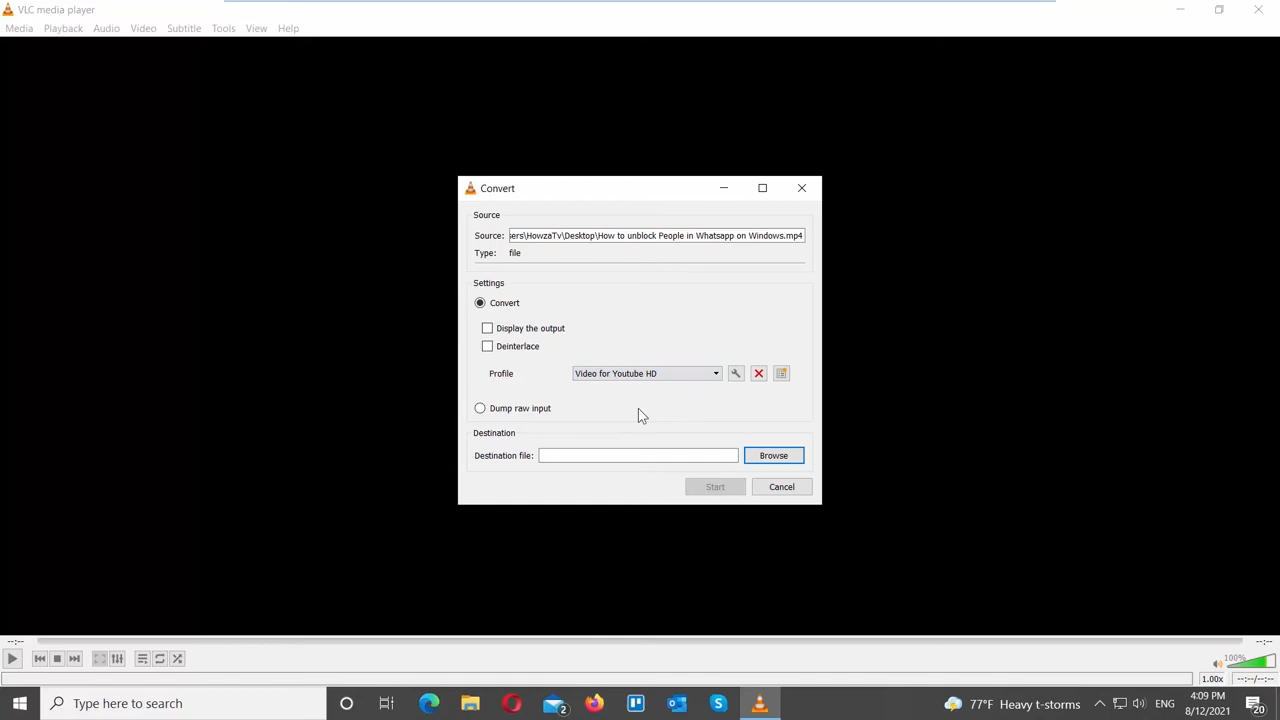 VLC media player
Media Playback Audio Video Subtitle Tools View Help
Convert
Source
Source: sers\HowzaTv\Desktop\How to unblock People in Whatsapp on Windows.mp4
Type: file
Settings
Convert
Display the output
Deinterlace
Profile Video for Youtube HD
Dump raw input
Destination
Destination file: Browse
Start Cancel
--:-- --:--
100%
1.00x --:--/--:--
Type here to search 2 77°F Heavy t-storms ENG 4:09 PM
8/12/2021 20